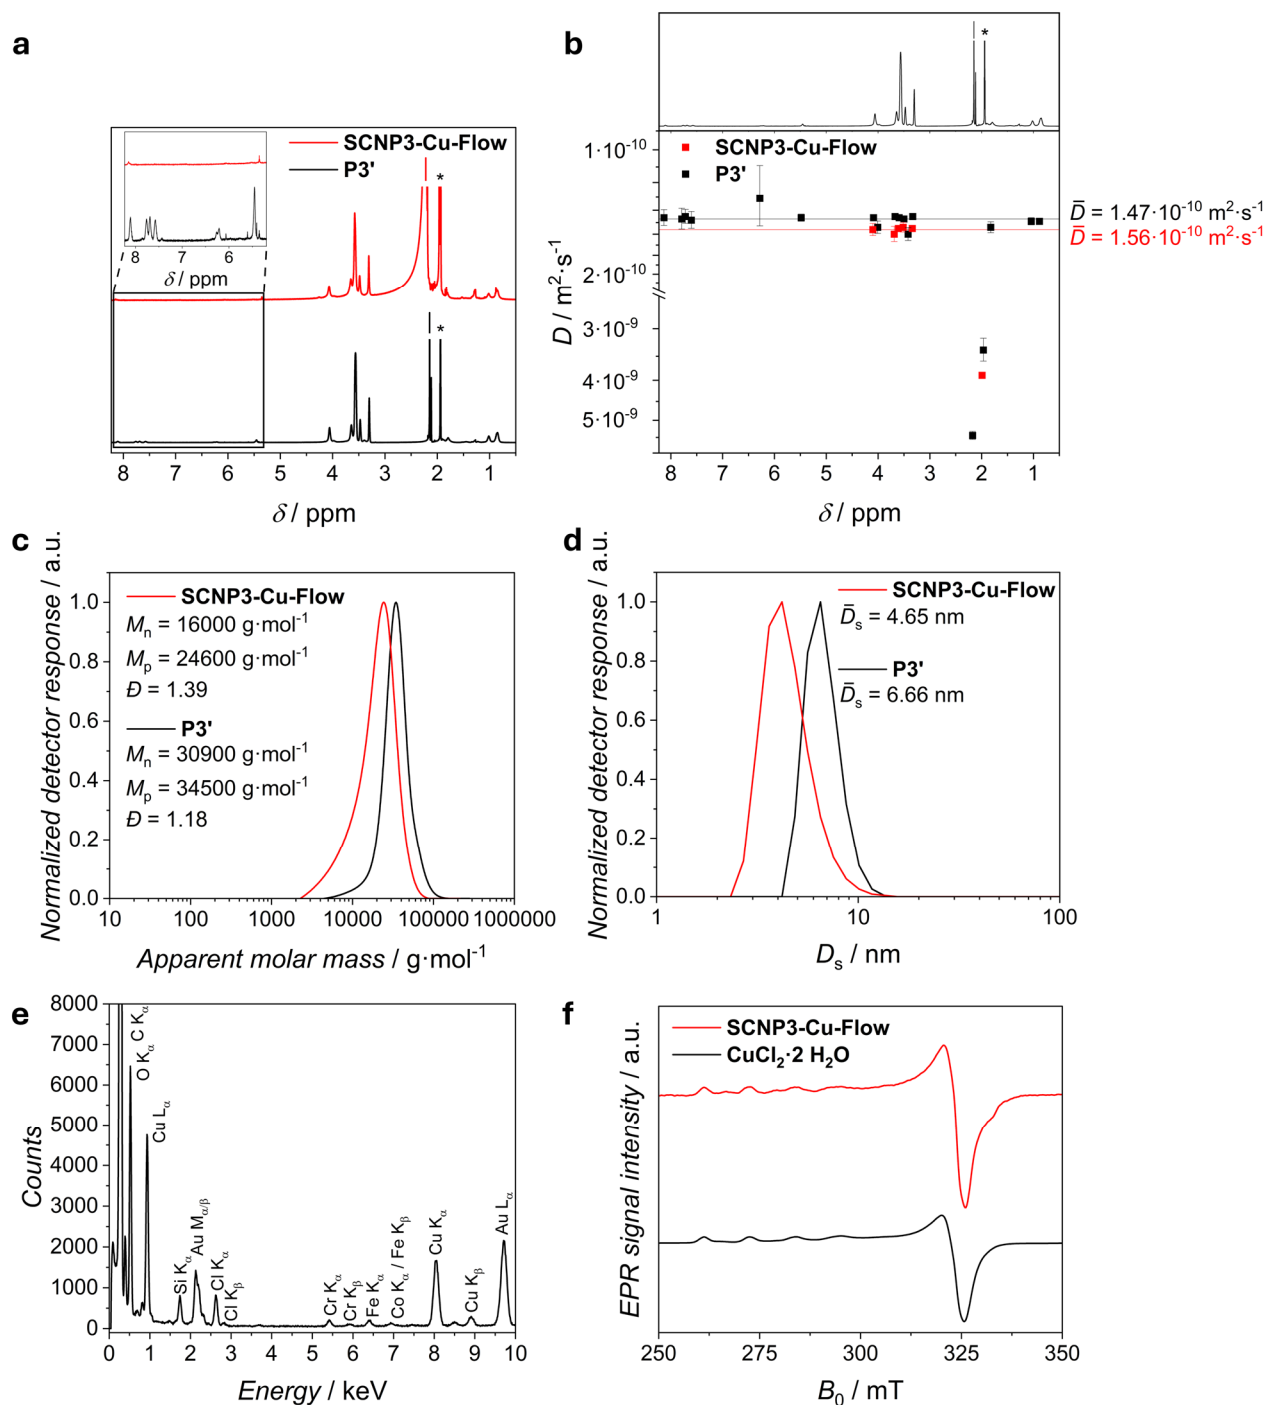 a
SCNP3-Cu-Flow
P3'
*
*
8 7 6
δ / ppm
8 7 6 5 4 3 2 1
δ / ppm
b
*
SCNP3-Cu-Flow
P3'
D̅ = 1.47·10⁻¹⁰ m²·s⁻¹
D̅ = 1.56·10⁻¹⁰ m²·s⁻¹
1·10⁻¹⁰
2·10⁻¹⁰
3·10⁻⁹
4·10⁻⁹
5·10⁻⁹
D / m²·s⁻¹
8 7 6 5 4 3 2 1
δ / ppm
c
SCNP3-Cu-Flow
Mₙ = 16000 g·mol⁻¹
Mₚ = 24600 g·mol⁻¹
Đ = 1.39
P3'
Mₙ = 30900 g·mol⁻¹
Mₚ = 34500 g·mol⁻¹
Đ = 1.18
Normalized detector response / a.u.
1.0
0.8
0.6
0.4
0.2
0.0
10 100 1000 10000 100000 1000000
Apparent molar mass / g·mol⁻¹
d
SCNP3-Cu-Flow
D̅ₛ = 4.65 nm
P3'
D̅ₛ = 6.66 nm
Normalized detector response / a.u.
1.0
0.8
0.6
0.4
0.2
0.0
1 10 100
Dₛ / nm
e
Counts
8000
7000
6000
5000
4000
3000
2000
1000
0
C Kα
O Kα
Cu Lα
Si Kα
Au Mα/β
Cl Kα
Cl Kβ
Cr Kα
Cr Kβ
Fe Kα
Co Kα / Fe Kβ
Cu Kα
Cu Kβ
Au Lα
0 1 2 3 4 5 6 7 8 9 10
Energy / keV
f
SCNP3-Cu-Flow
CuCl₂·2 H₂O
EPR signal intensity / a.u.
250 275 300 325 350
B₀ / mT